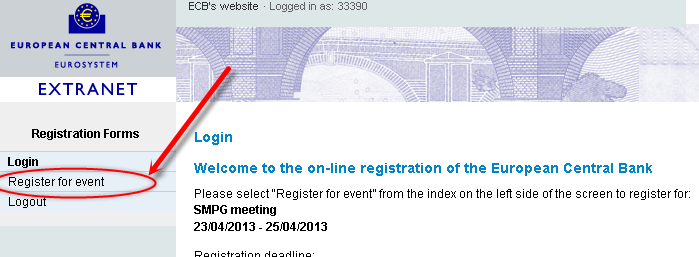 ECB's website · Logged in as: 33390
EUROPEAN CENTRAL BANK
EUROSYSTEM
EXTRANET
Registration Forms
Login
Register for event
Logout
Login
Welcome to the on-line registration of the European Central Bank
Please select "Register for event" from the index on the left side of the screen to register for:
SMPG meeting
23/04/2013 - 25/04/2013
Registration deadline: